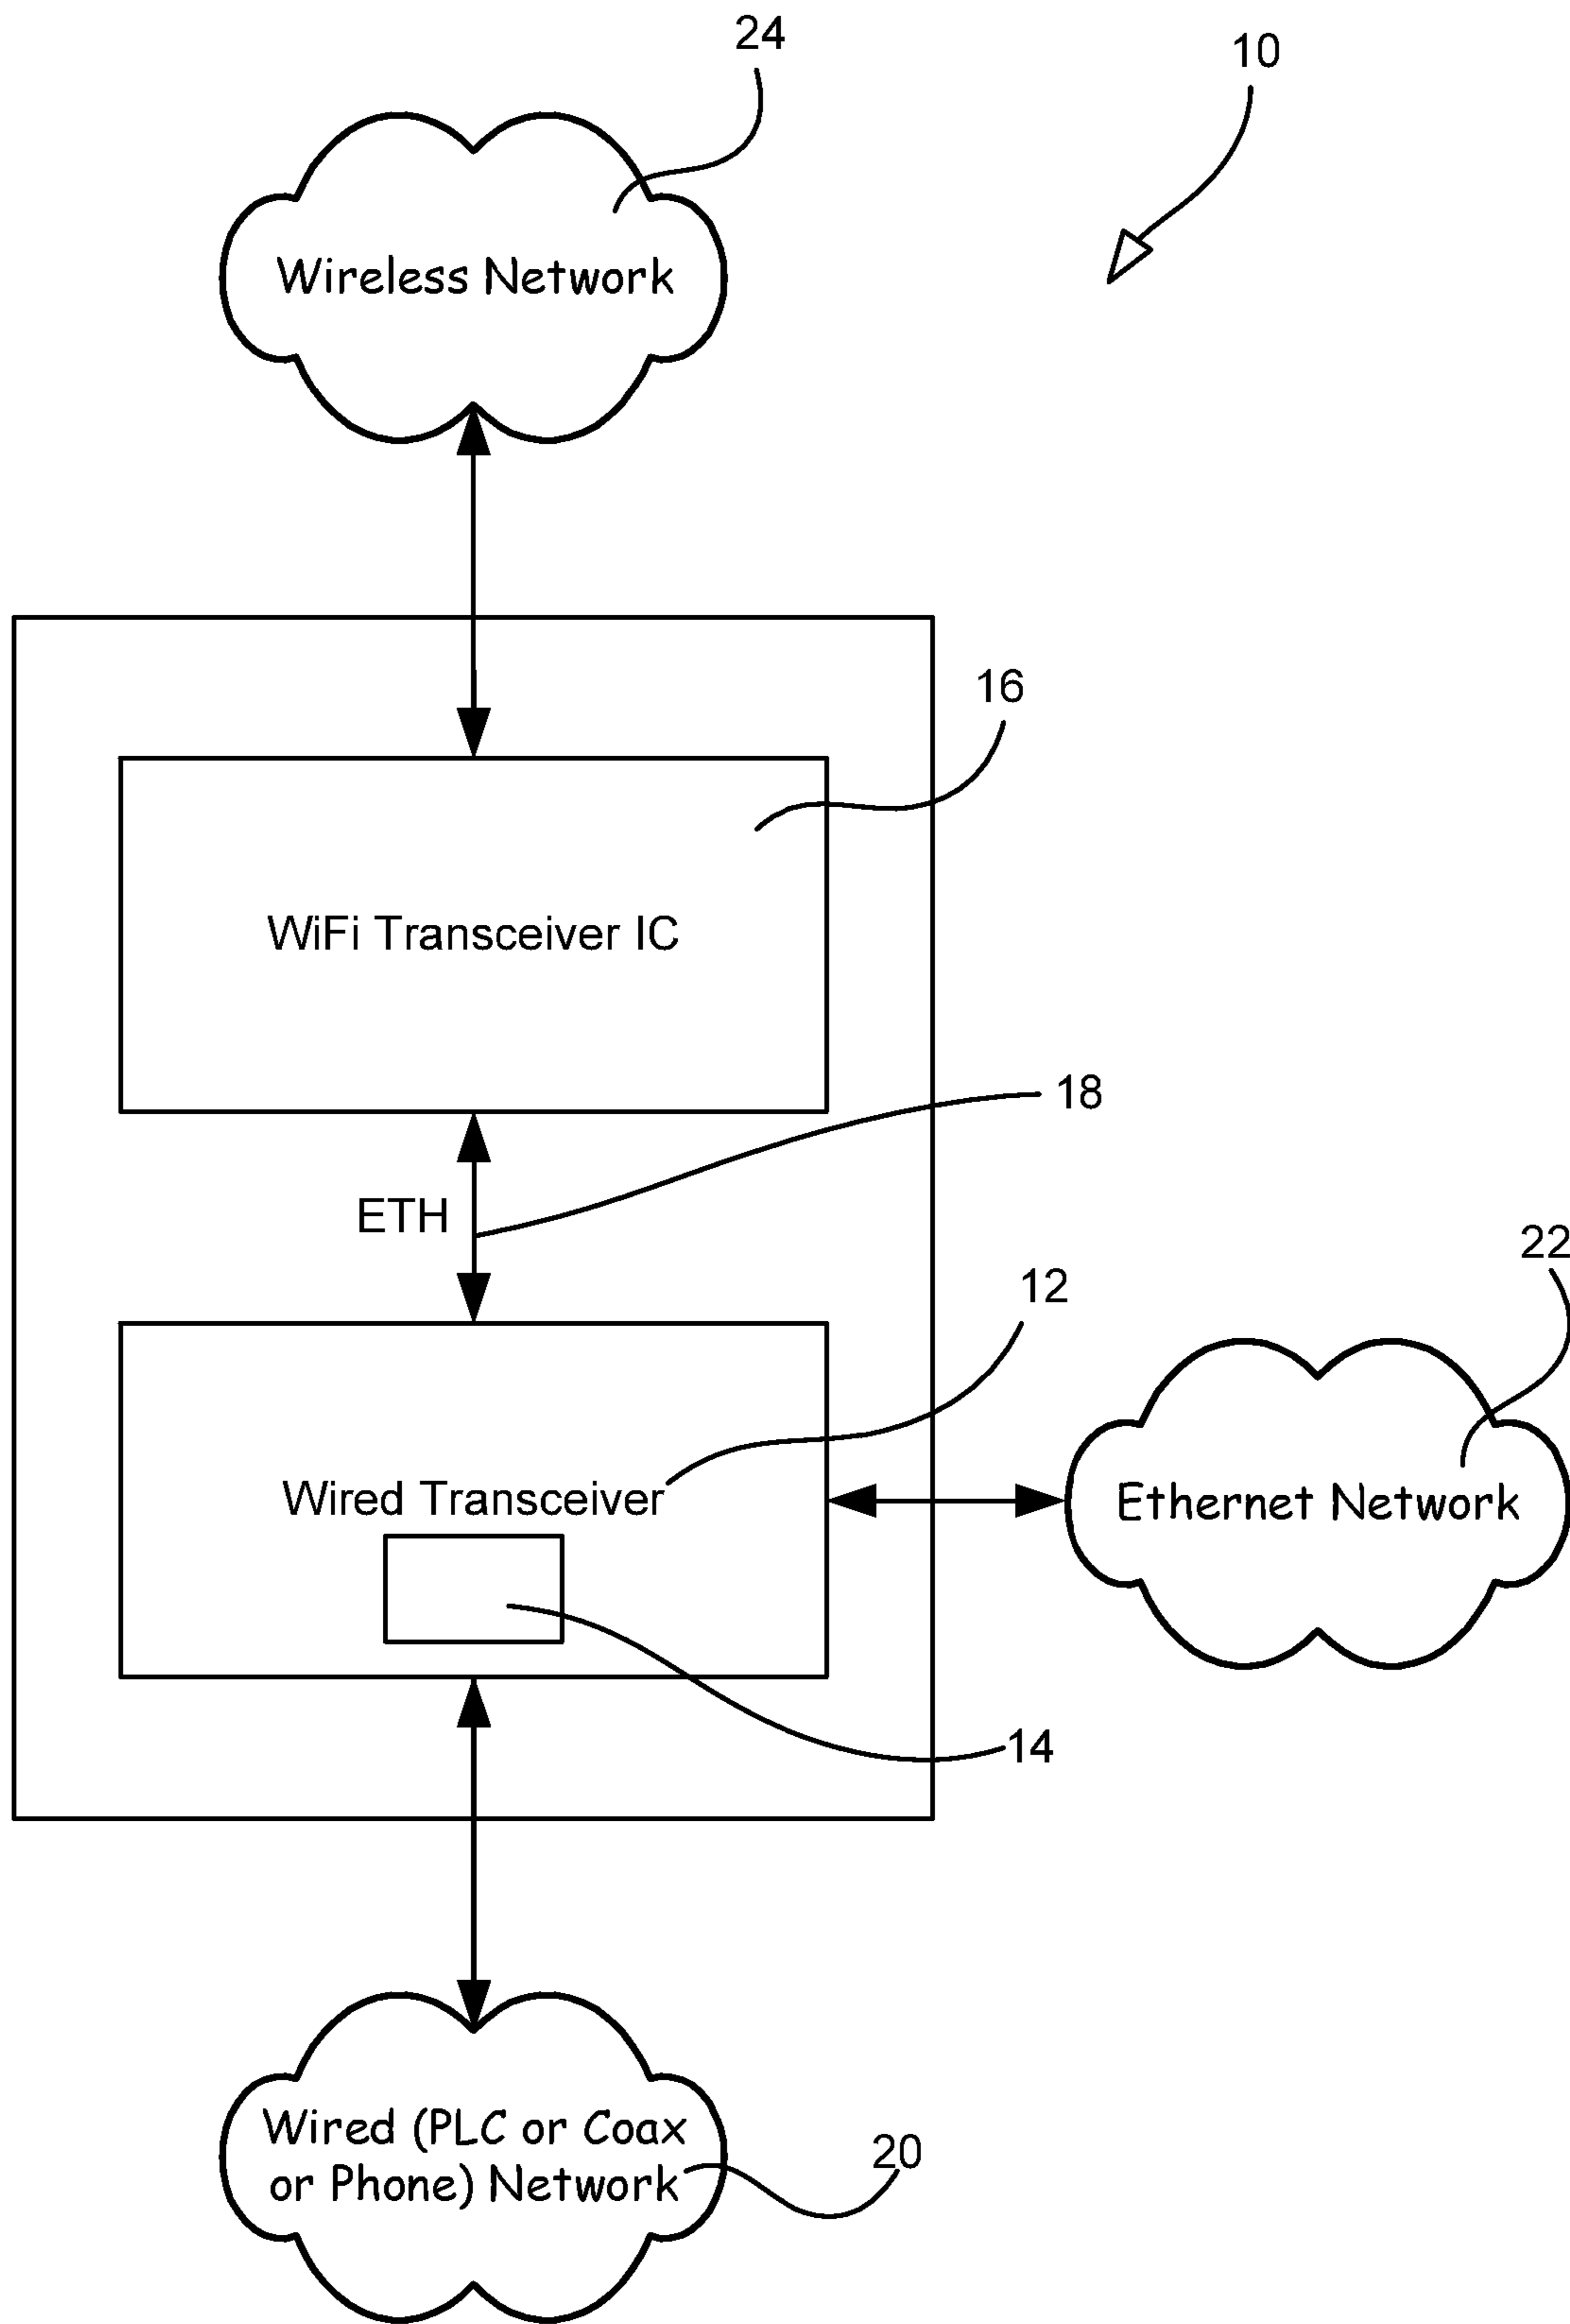 24
10
Wireless Network
16
WiFi Transceiver IC
18
ETH
22
12
Wired Transceiver
Ethernet Network
14
Wired (PLC or Coax
or Phone) Network
20